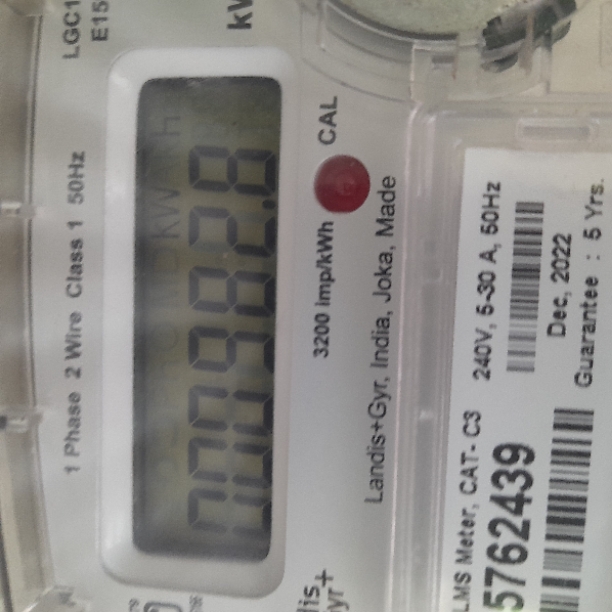 LGC1
E15
1 Phase 2 Wire Class 1 50Hz
kW
3200 imp/kWh CAL
Landis+Gyr, India, Joka, Made
LMS Meter, CAT- C3
240V, 5-30 A, 50Hz
5762439
Dec, 2022
Guarantee : 5 Yrs.